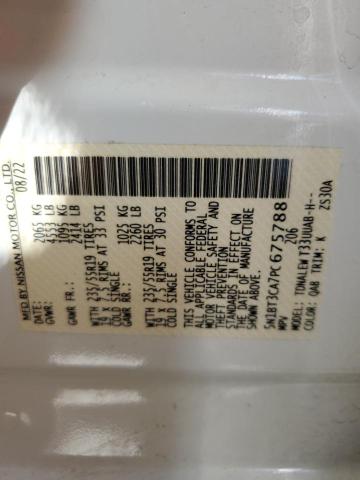 MFD BY NISSAN MOTOR CO., LTD.
DATE: 08/22
GVWR: 2065 KG
4553 LB
GAWR FR: 1095 KG
2414 LB
WITH 235/55R19 TIRES
19 X 7.5 RIMS AT 33 PSI
COLD SINGLE
GAWR RR: 1025 KG
2260 LB
WITH 235/55R19 TIRES
19 X 7.5 RIMS AT 30 PSI
COLD SINGLE
THIS VEHICLE CONFORMS TO
ALL APPLICABLE FEDERAL
MOTOR VEHICLE SAFETY AND
THEFT PREVENTION
STANDARDS IN EFFECT ON
THE DATE OF MANUFACTURE
SHOWN ABOVE.
5N1BT3CA7PC675788
MPV 206
MODEL: TDNALEWT33UUAB-H--
COLOR: QAB TRIM: K ZS30A